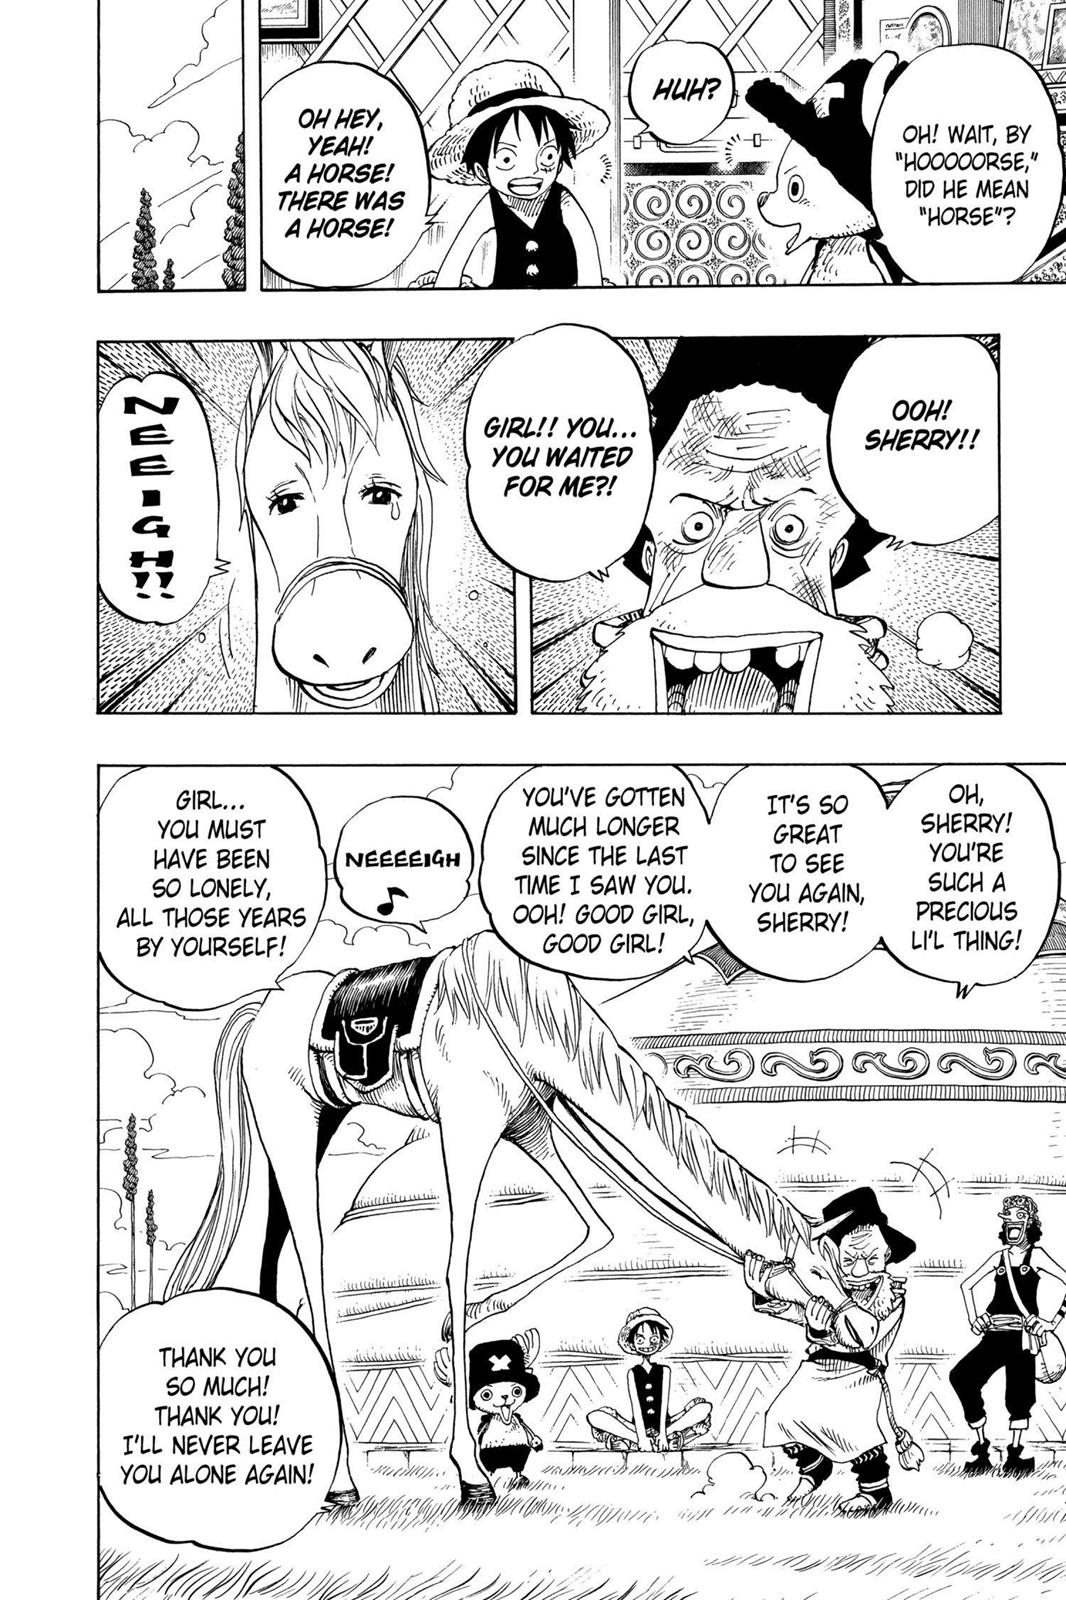 OH! WAIT, BY
"HOOOOORSE,"
DID HE MEAN
"HORSE"?
HUH?
OH HEY,
YEAH!
A HORSE!
THERE WAS
A HORSE!
OOH!
SHERRY!!
GIRL!! YOU...
YOU WAITED
FOR ME?!
NEEIGH!!
OH,
SHERRY!
YOU'RE
SUCH A
PRECIOUS
LI'L THING!
IT'S SO
GREAT
TO SEE
YOU AGAIN,
SHERRY!
YOU'VE GOTTEN
MUCH LONGER
SINCE THE LAST
TIME I SAW YOU.
OOH! GOOD GIRL,
GOOD GIRL!
NEEEEIGH
GIRL...
YOU MUST
HAVE BEEN
SO LONELY,
ALL THOSE YEARS
BY YOURSELF!
THANK YOU
SO MUCH!
THANK YOU!
I'LL NEVER LEAVE
YOU ALONE AGAIN!